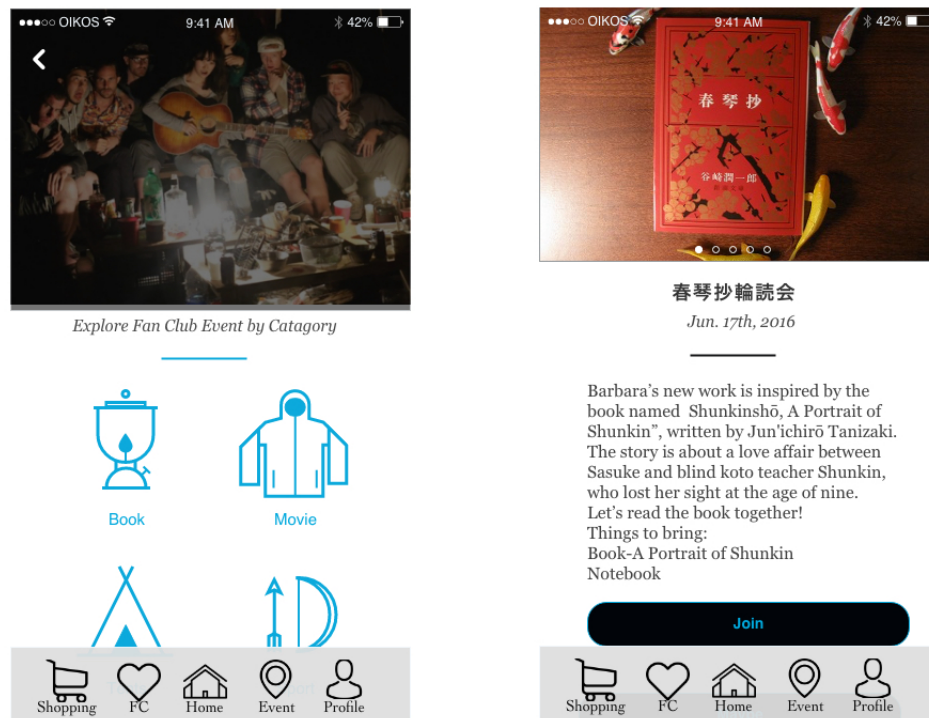 OIKOS 9:41 AM 42%
Explore Fan Club Event by Catagory
Book Movie
Shopping FC Home Event Profile
OIKOS 9:41 AM 42%
春琴抄
谷崎潤一郎
春琴抄輪読会
Jun. 17th, 2016
Barbara’s new work is inspired by the
book named Shunkinshō, A Portrait of
Shunkin”, written by Jun'ichirō Tanizaki.
The story is about a love affair between
Sasuke and blind koto teacher Shunkin,
who lost her sight at the age of nine.
Let’s read the book together!
Things to bring:
Book-A Portrait of Shunkin
Notebook
Join
Shopping FC Home Event Profile